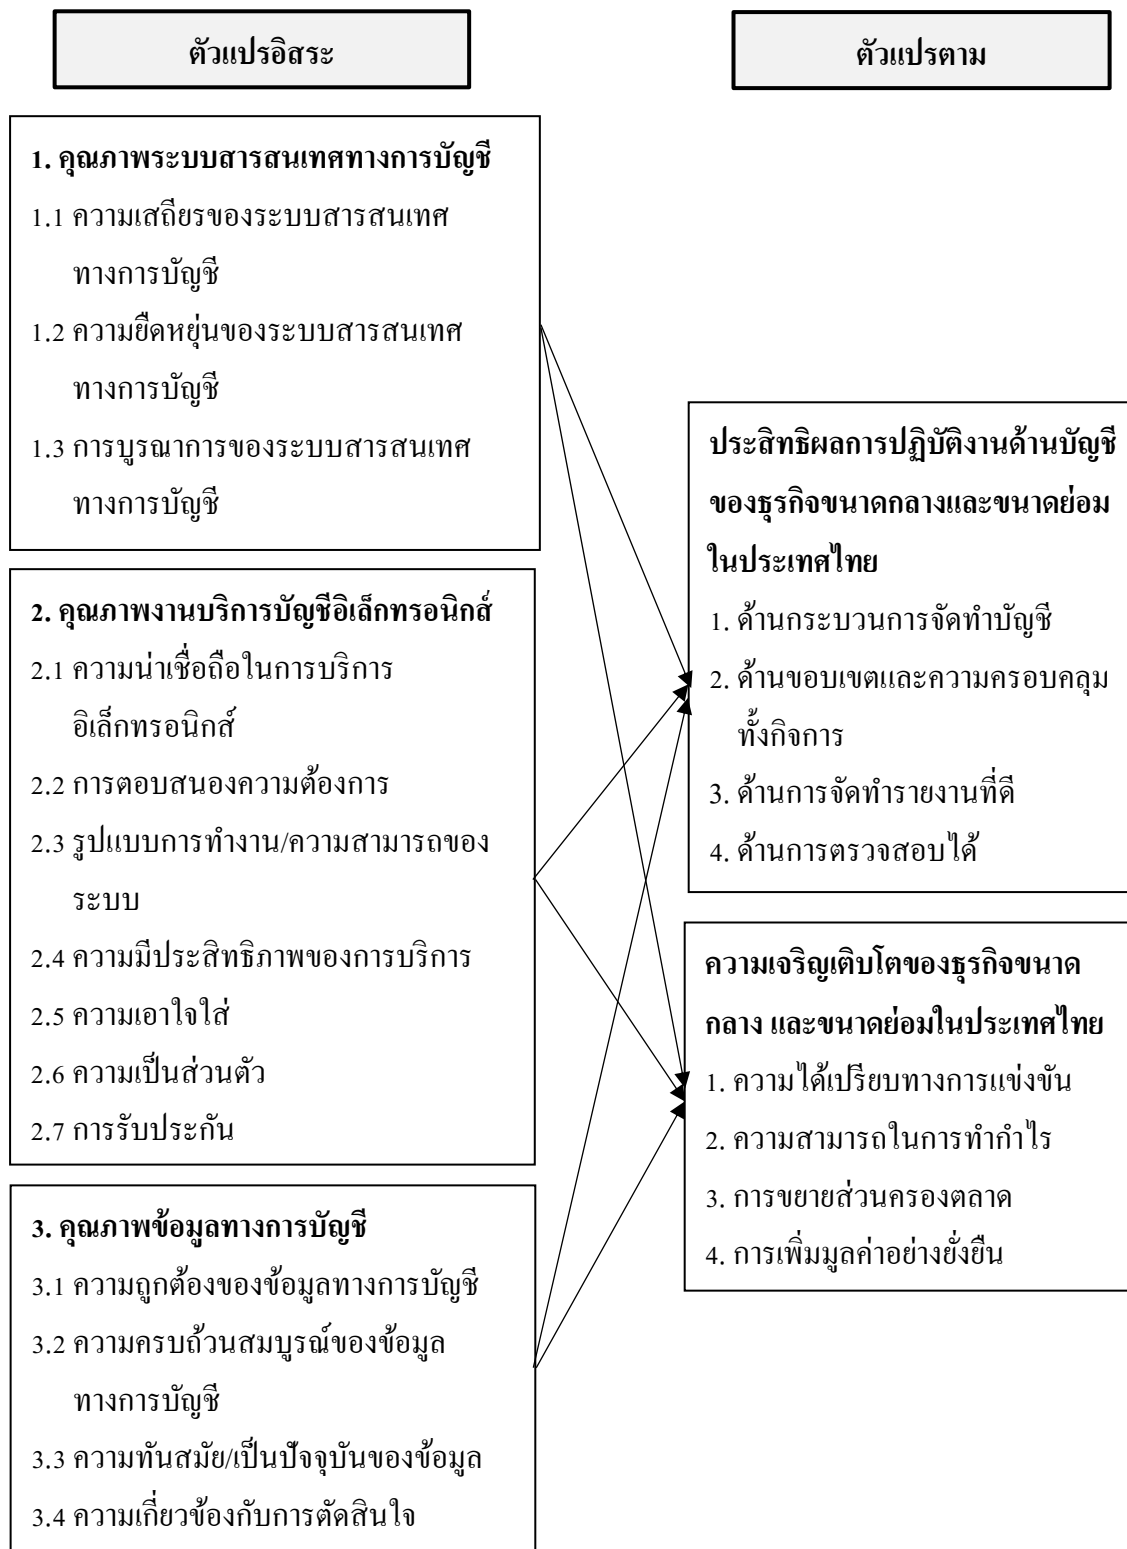 ตัวแปรอิสระ
ตัวแปรตาม
1. คุณภาพระบบสารสนเทศทางการบัญชี
1.1 ความเสถียรของระบบสารสนเทศ
ทางการบัญชี
1.2 ความยืดหยุ่นของระบบสารสนเทศ
ทางการบัญชี
1.3 การบูรณาการของระบบสารสนเทศ
ทางการบัญชี
2. คุณภาพงานบริการบัญชีอิเล็กทรอนิกส์
2.1 ความน่าเชื่อถือในการบริการ
อิเล็กทรอนิกส์
2.2 การตอบสนองความต้องการ
2.3 รูปแบบการทำงาน/ความสามารถของ
ระบบ
2.4 ความมีประสิทธิภาพของการบริการ
2.5 ความเอาใจใส่
2.6 ความเป็นส่วนตัว
2.7 การรับประกัน
3. คุณภาพข้อมูลทางการบัญชี
3.1 ความถูกต้องของข้อมูลทางการบัญชี
3.2 ความครบถ้วนสมบูรณ์ของข้อมูล
ทางการบัญชี
3.3 ความทันสมัย/เป็นปัจจุบันของข้อมูล
3.4 ความเกี่ยวข้องกับการตัดสินใจ
ประสิทธิผลการปฏิบัติงานด้านบัญชี
ของธุรกิจขนาดกลางและขนาดย่อม
ในประเทศไทย
1. ด้านกระบวนการจัดทำบัญชี
2. ด้านขอบเขตและความครอบคลุม
ทั้งกิจการ
3. ด้านการจัดทำรายงานที่ดี
4. ด้านการตรวจสอบได้
ความเจริญเติบโตของธุรกิจขนาด
กลาง และขนาดย่อมในประเทศไทย
1. ความได้เปรียบทางการแข่งขัน
2. ความสามารถในการทำกำไร
3. การขยายส่วนครองตลาด
4. การเพิ่มมูลค่าอย่างยั่งยืน